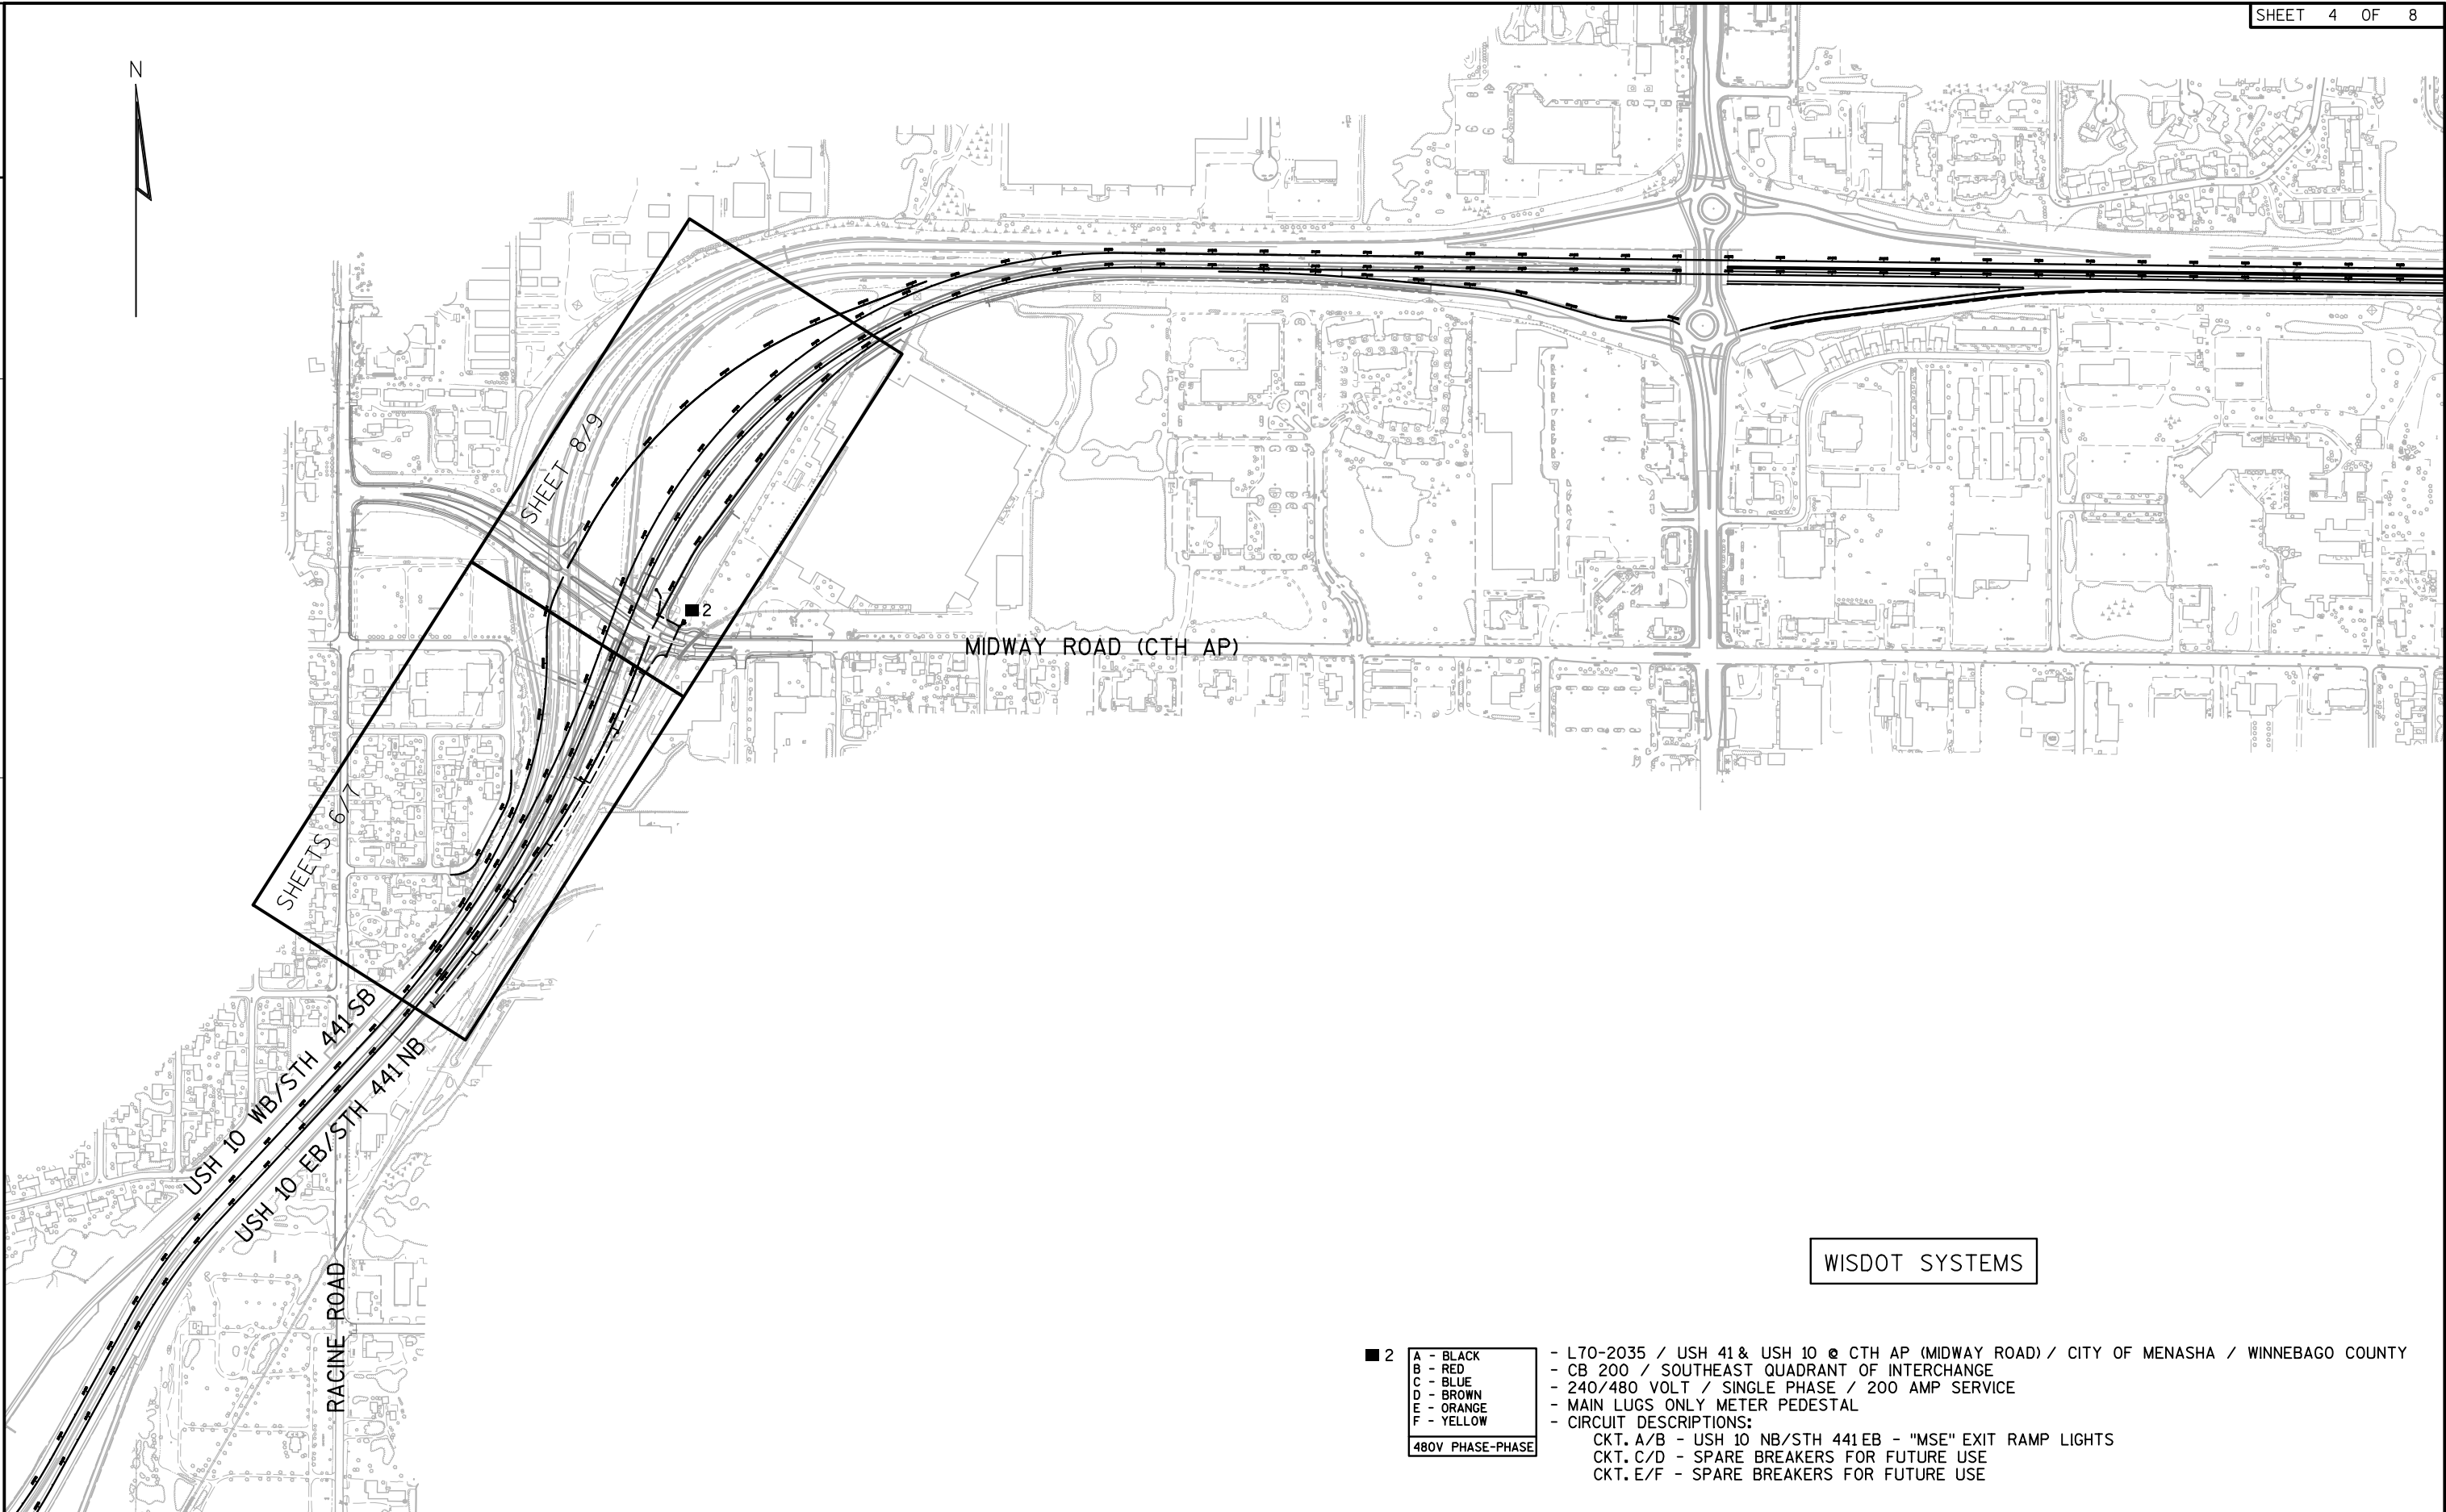 SHEET 4 OF 8
N
SHEET 8/9
2
MIDWAY ROAD (CTH AP)
SHEETS 6/7
USH 10 WB/STH 441 SB
USH 10 EB/STH 441 NB
RACINE ROAD
WISDOT SYSTEMS
2
A - BLACK
B - RED
C - BLUE
D - BROWN
E - ORANGE
F - YELLOW
480V PHASE-PHASE
- L70-2035 / USH 41 & USH 10 @ CTH AP (MIDWAY ROAD) / CITY OF MENASHA / WINNEBAGO COUNTY
- CB 200 / SOUTHEAST QUADRANT OF INTERCHANGE
- 240/480 VOLT / SINGLE PHASE / 200 AMP SERVICE
- MAIN LUGS ONLY METER PEDESTAL
- CIRCUIT DESCRIPTIONS:
CKT. A/B - USH 10 NB/STH 441 EB - "MSE" EXIT RAMP LIGHTS
CKT. C/D - SPARE BREAKERS FOR FUTURE USE
CKT. E/F - SPARE BREAKERS FOR FUTURE USE